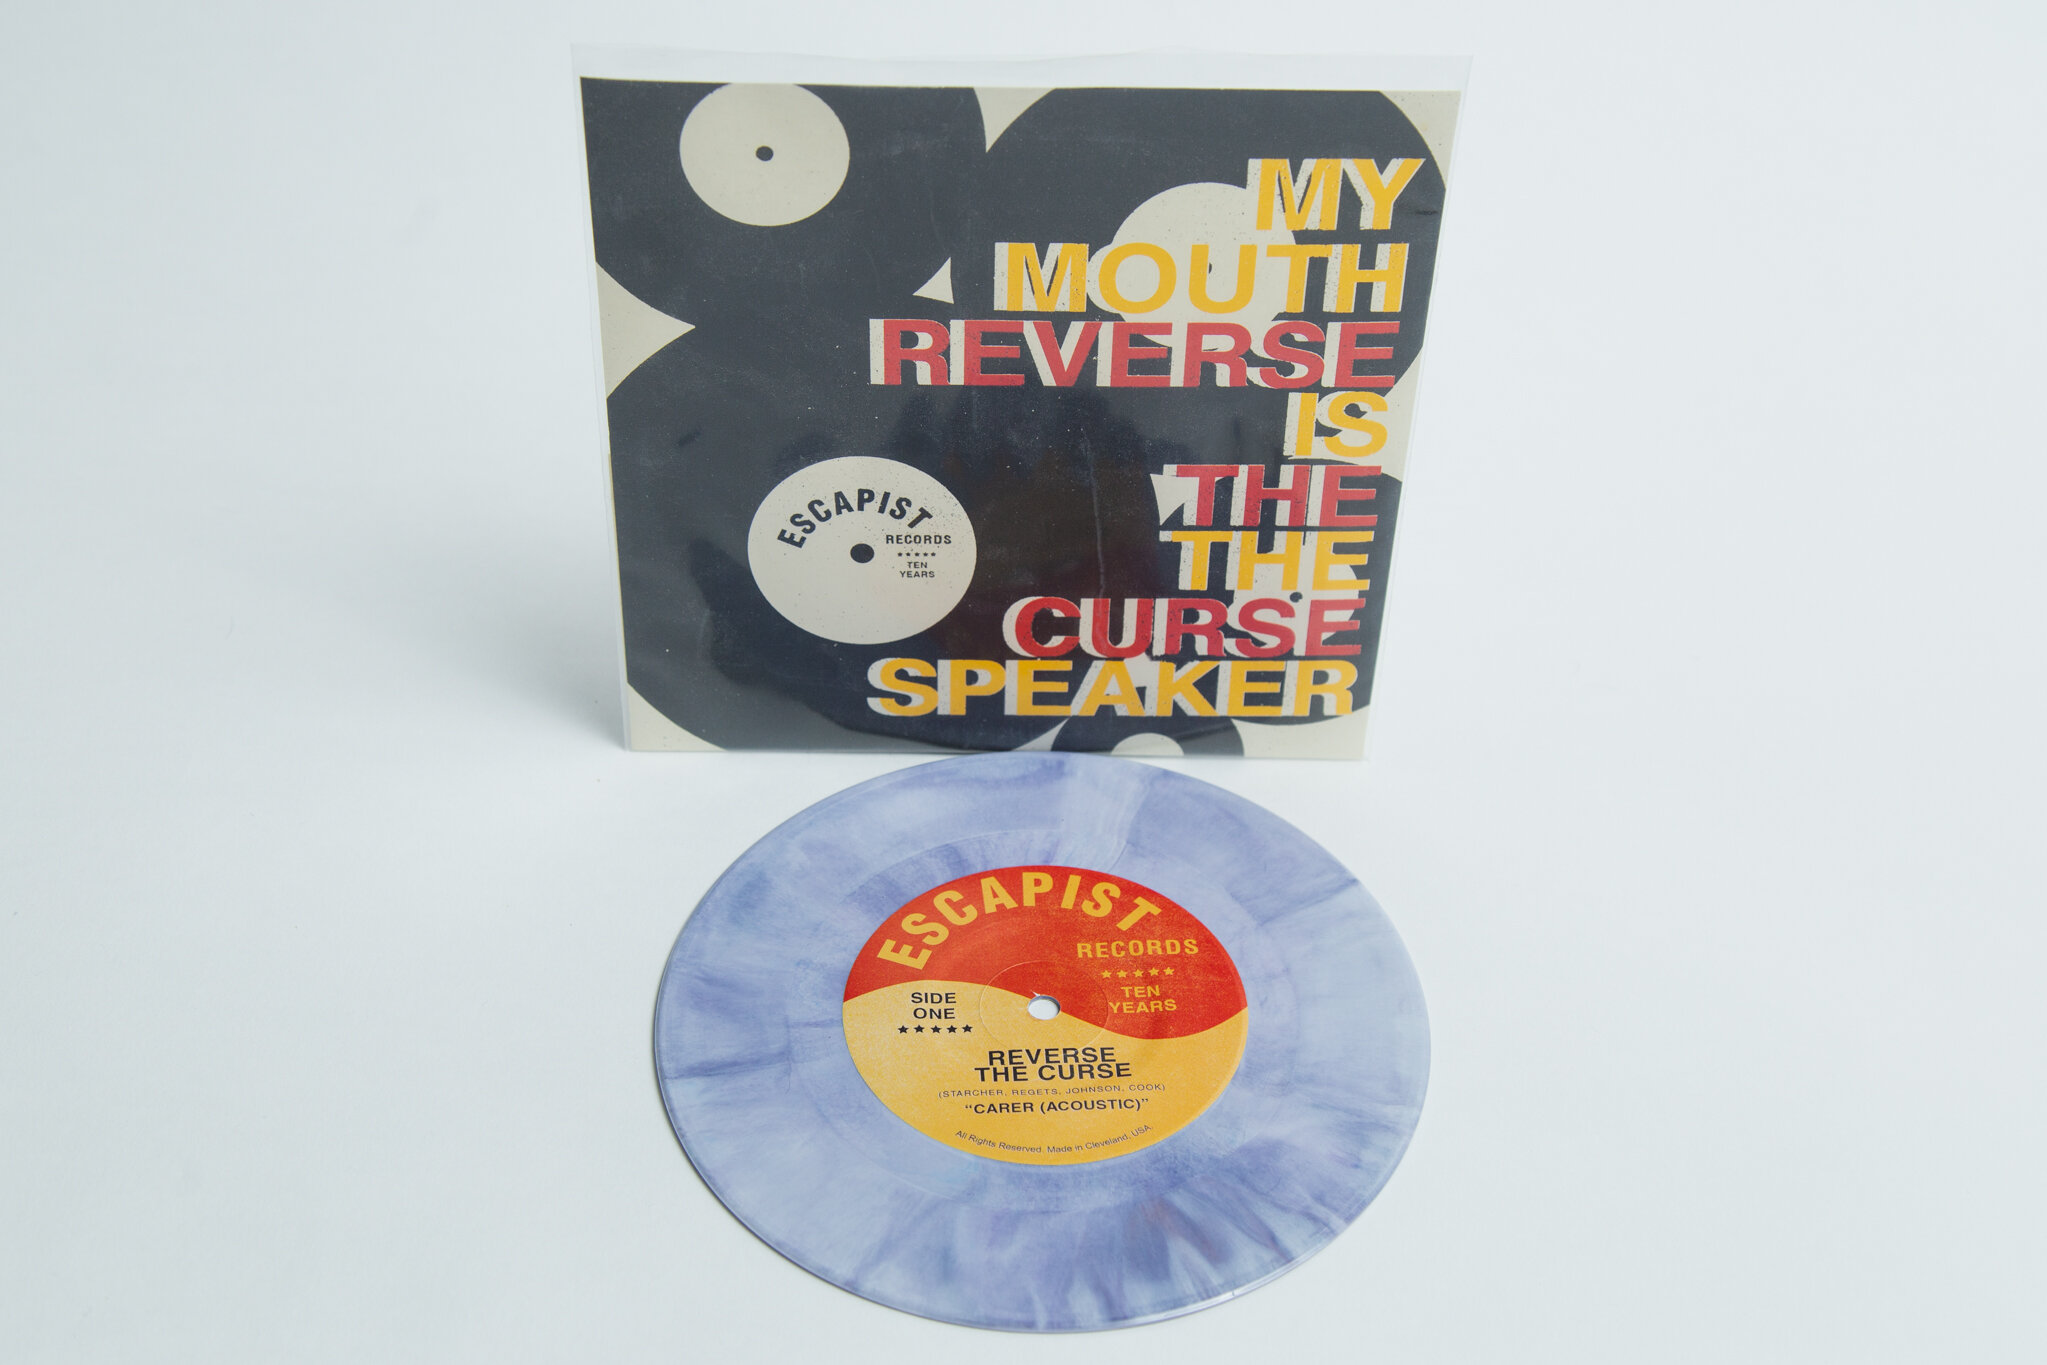 MY
MOUTH
REVERSE
IS
THE
THE
CURSE
SPEAKER
ESCAPIST
RECORDS
★★★★★
TEN
YEARS
ESCAPIST
RECORDS
★★★★★
TEN
YEARS
SIDE
ONE
★★★★★
REVERSE
THE CURSE
(STARCHER, REGETS, JOHNSON, COOK)
“CARER (ACOUSTIC)”
All Rights Reserved. Made in Cleveland, USA.